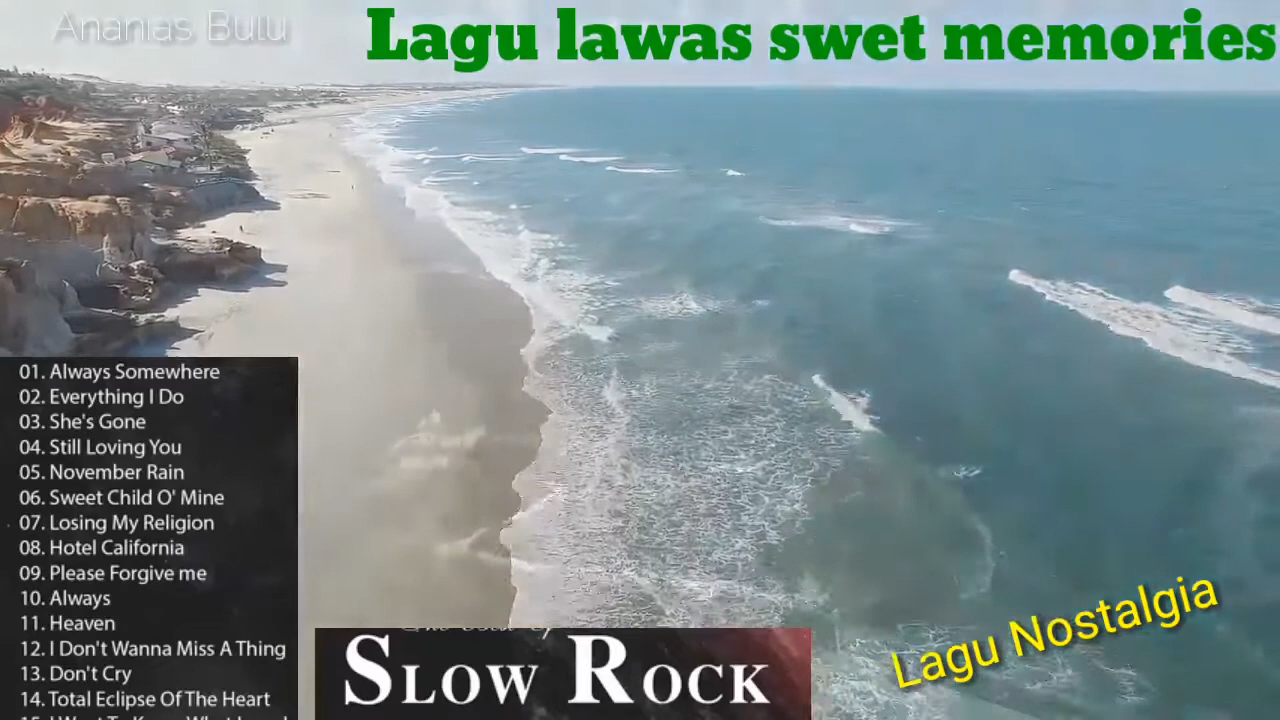 Ananias Bulu
Lagu lawas swet memories
01. Always Somewhere
02. Everything I Do
03. She's Gone
04. Still Loving You
05. November Rain
06. Sweet Child O' Mine
07. Losing My Religion
08. Hotel California
09. Please Forgive me
10. Always
11. Heaven
12. I Don't Wanna Miss A Thing
13. Don't Cry
14. Total Eclipse Of The Heart
SLOW ROCK
Lagu Nostalgia